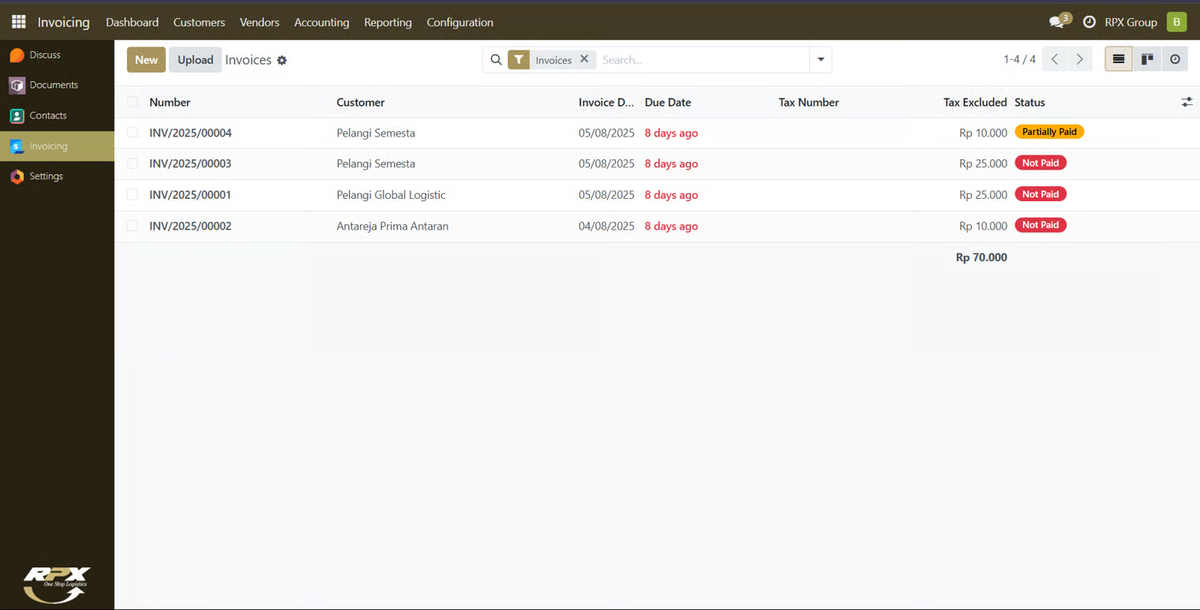 Invoicing Dashboard Customers Vendors Accounting Reporting Configuration 3 RPX Group B
Discuss
Documents
Contacts
Invoicing
Settings
New Upload Invoices Invoices Search... 1-4 / 4
Number Customer Invoice D... Due Date Tax Number Tax Excluded Status
INV/2025/00004 Pelangi Semesta 05/08/2025 8 days ago Rp 10.000 Partially Paid
INV/2025/00003 Pelangi Semesta 05/08/2025 8 days ago Rp 25.000 Not Paid
INV/2025/00001 Pelangi Global Logistic 05/08/2025 8 days ago Rp 25.000 Not Paid
INV/2025/00002 Antareja Prima Antaran 04/08/2025 8 days ago Rp 10.000 Not Paid
Rp 70.000
RPX
One Stop Logistics